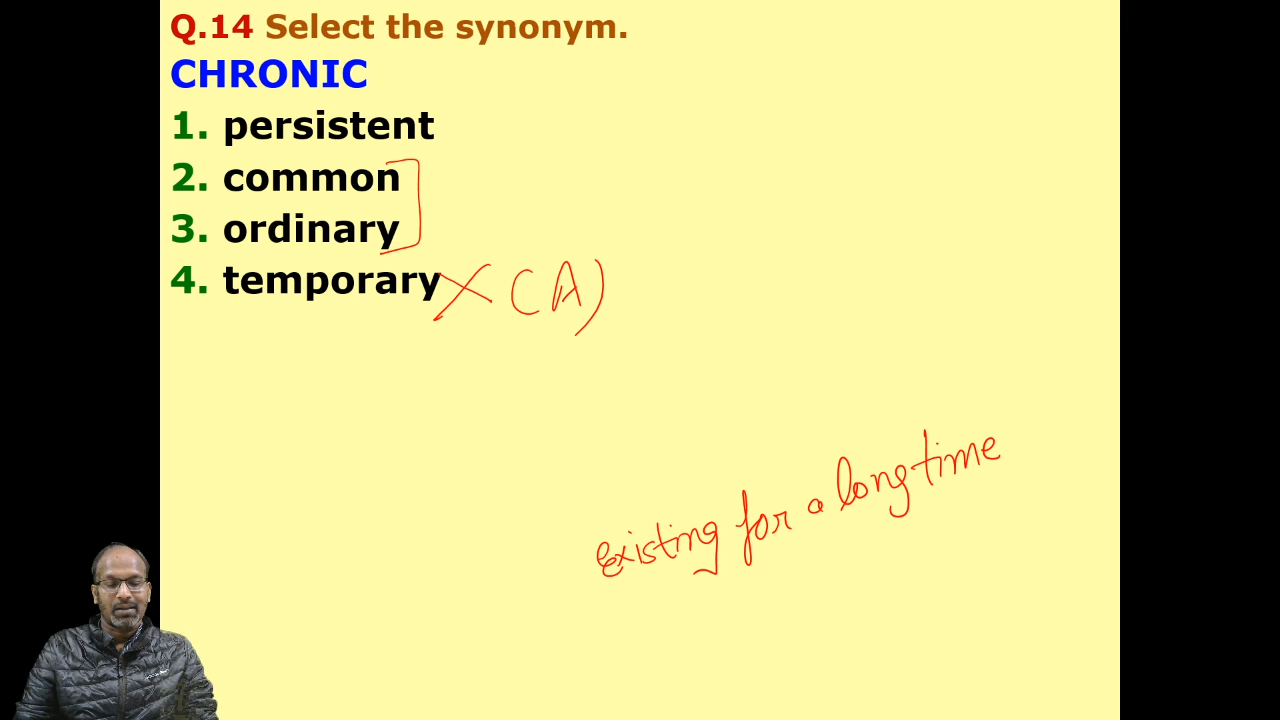 Q.14 Select the synonym.
CHRONIC
1. persistent
2. common
3. ordinary
4. temporary X (A)
existing for a long time